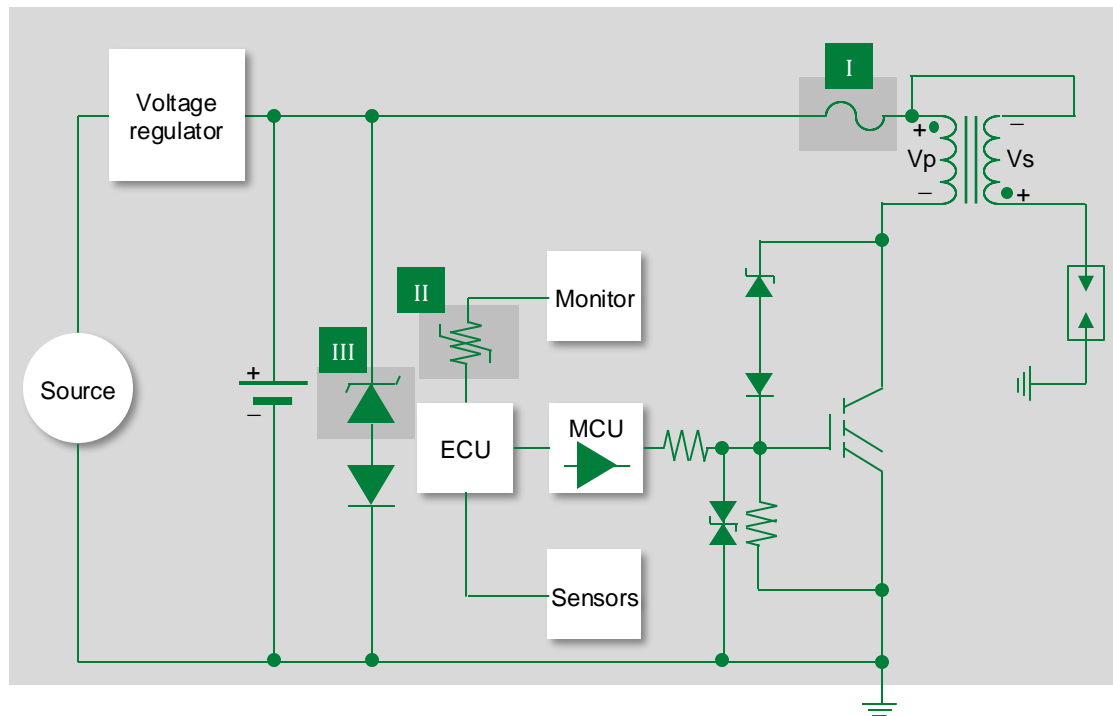 I
Voltage
regulator
+
−
Vp
Vs
−
− +
II
Monitor
III
Source
+
−
ECU
MCU
Sensors